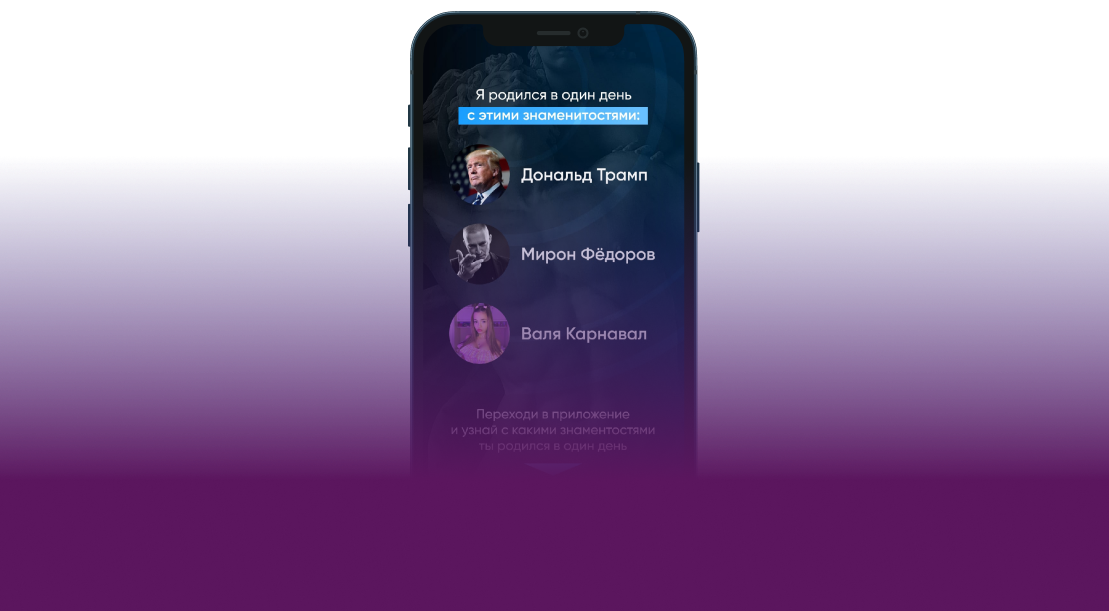 Я родился в один день
с этими знаменитостями:
Дональд Трамп
Мирон Фёдоров
Валя Карнавал
Переходи в приложение
и узнай с какими знаментостями
ты родился в один день